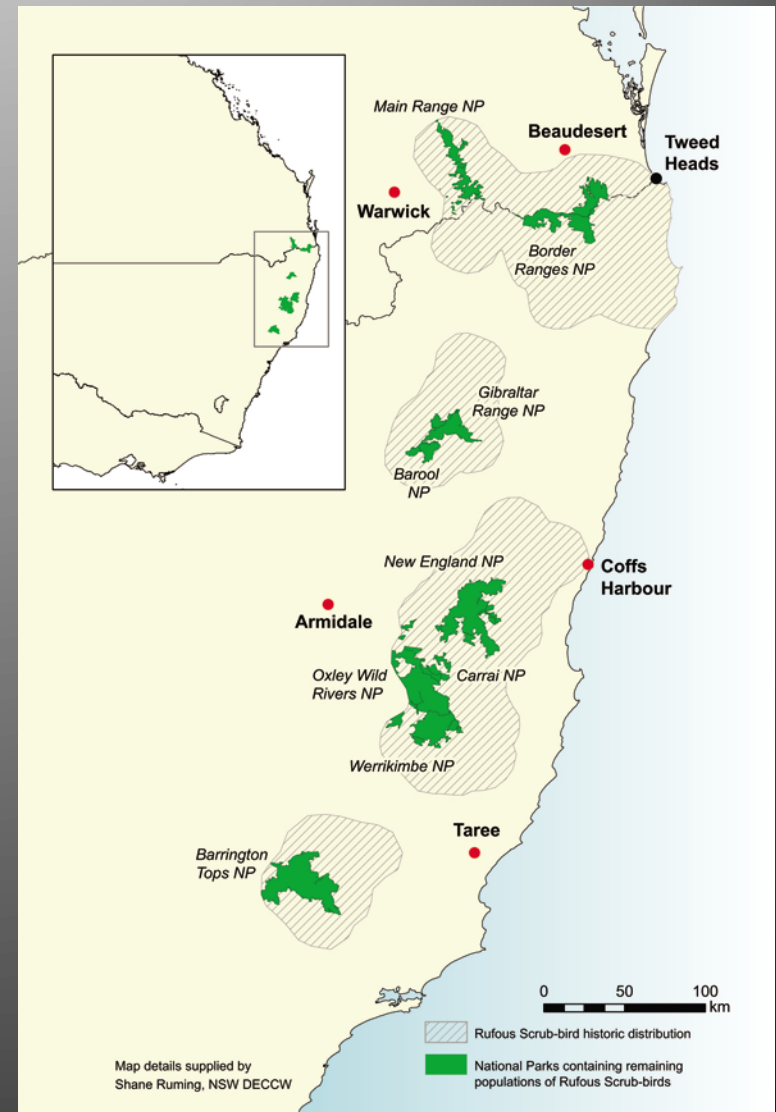 Main Range NP
Beaudesert
Tweed
Heads
Warwick
Border
Ranges NP
Gibraltar
Range NP
Barool
NP
New England NP
Coffs
Harbour
Armidale
Oxley Wild
Rivers NP
Carrai NP
Werrikimbe NP
Taree
Barrington
Tops NP
0 50 100
km
Rufous Scrub-bird historic distribution
National Parks containing remaining
populations of Rufous Scrub-birds
Map details supplied by
Shane Ruming, NSW DECCW